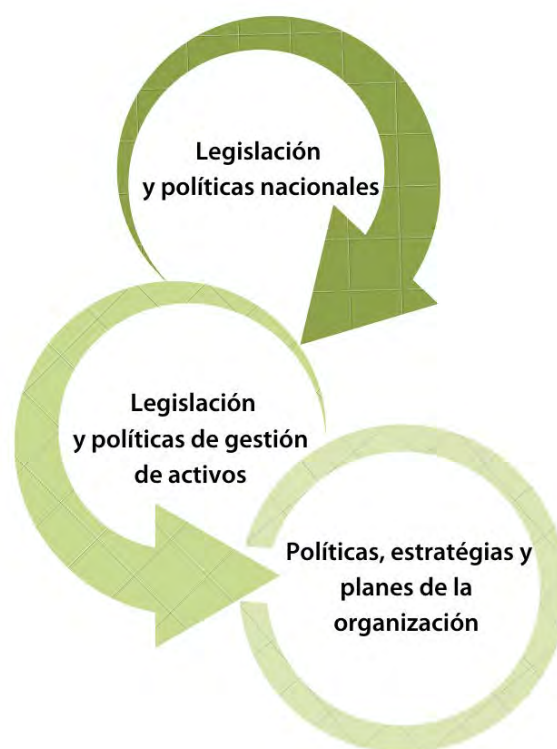 Legislación
y políticas nacionales
Legislación
y políticas de gestión
de activos
Políticas, estratégias y
planes de la
organización